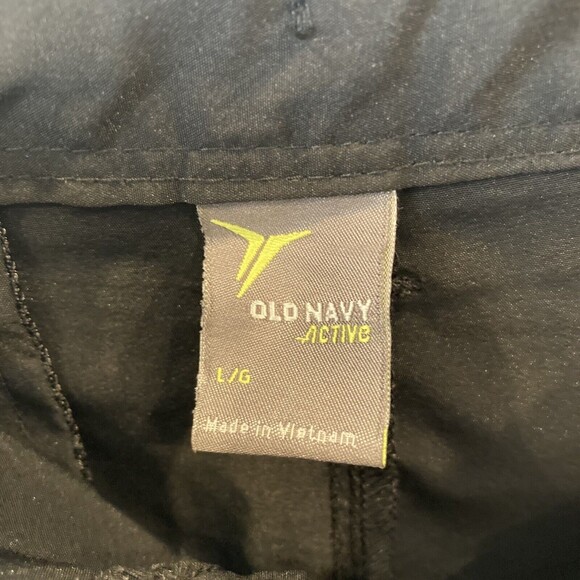 OLD NAVY
ACTIVE
L/G
Made in Vietnam